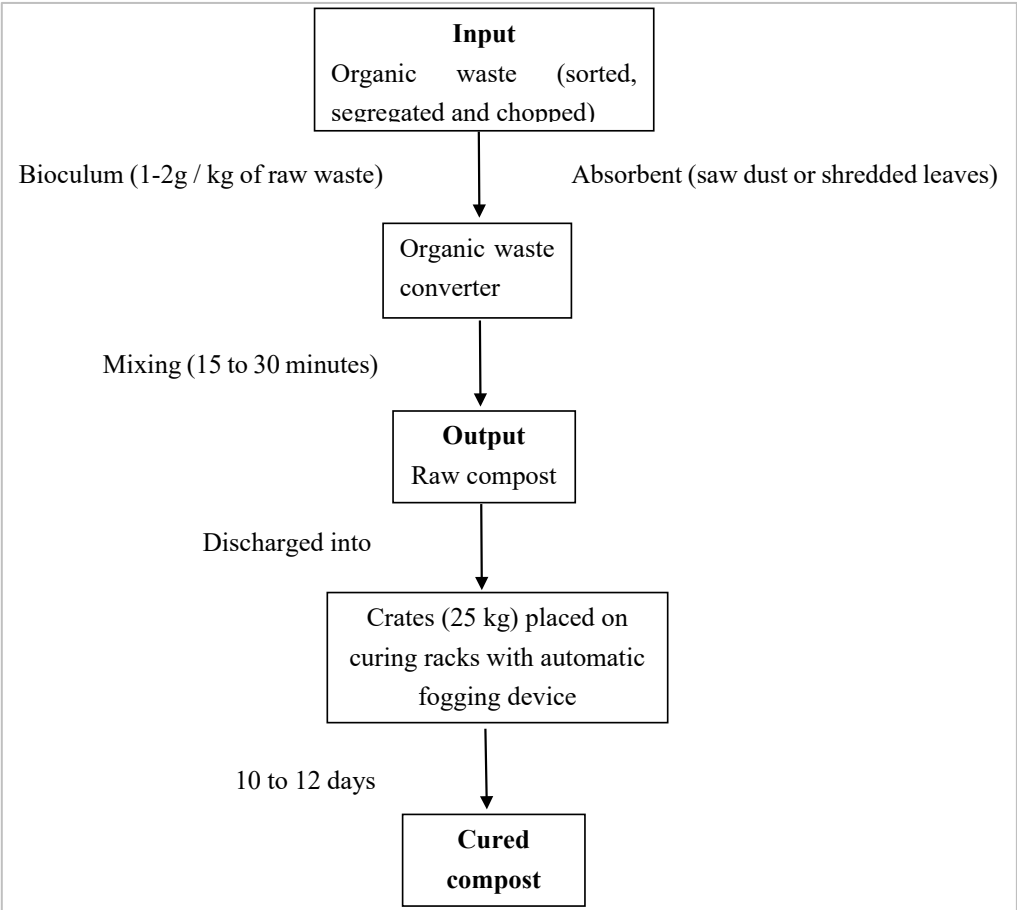 Input
Organic waste (sorted,
segregated and chopped)
Bioculum (1-2g / kg of raw waste)
Absorbent (saw dust or shredded leaves)
Organic waste
converter
Mixing (15 to 30 minutes)
Output
Raw compost
Discharged into
Crates (25 kg) placed on
curing racks with automatic
fogging device
10 to 12 days
Cured
compost